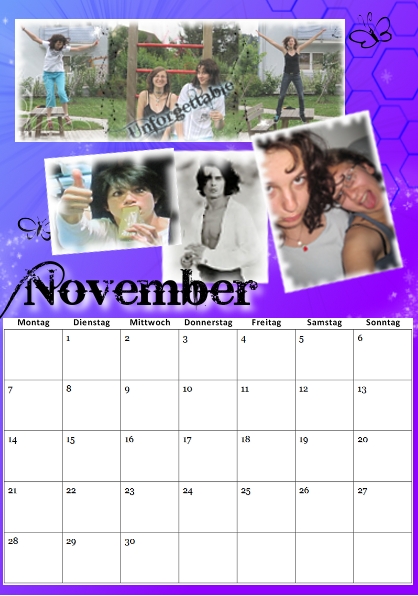 Unforgettable
November
Montag Dienstag Mittwoch Donnerstag Freitag Samstag Sonntag
1 2 3 4 5 6
7 8 9 10 11 12 13
14 15 16 17 18 19 20
21 22 23 24 25 26 27
28 29 30